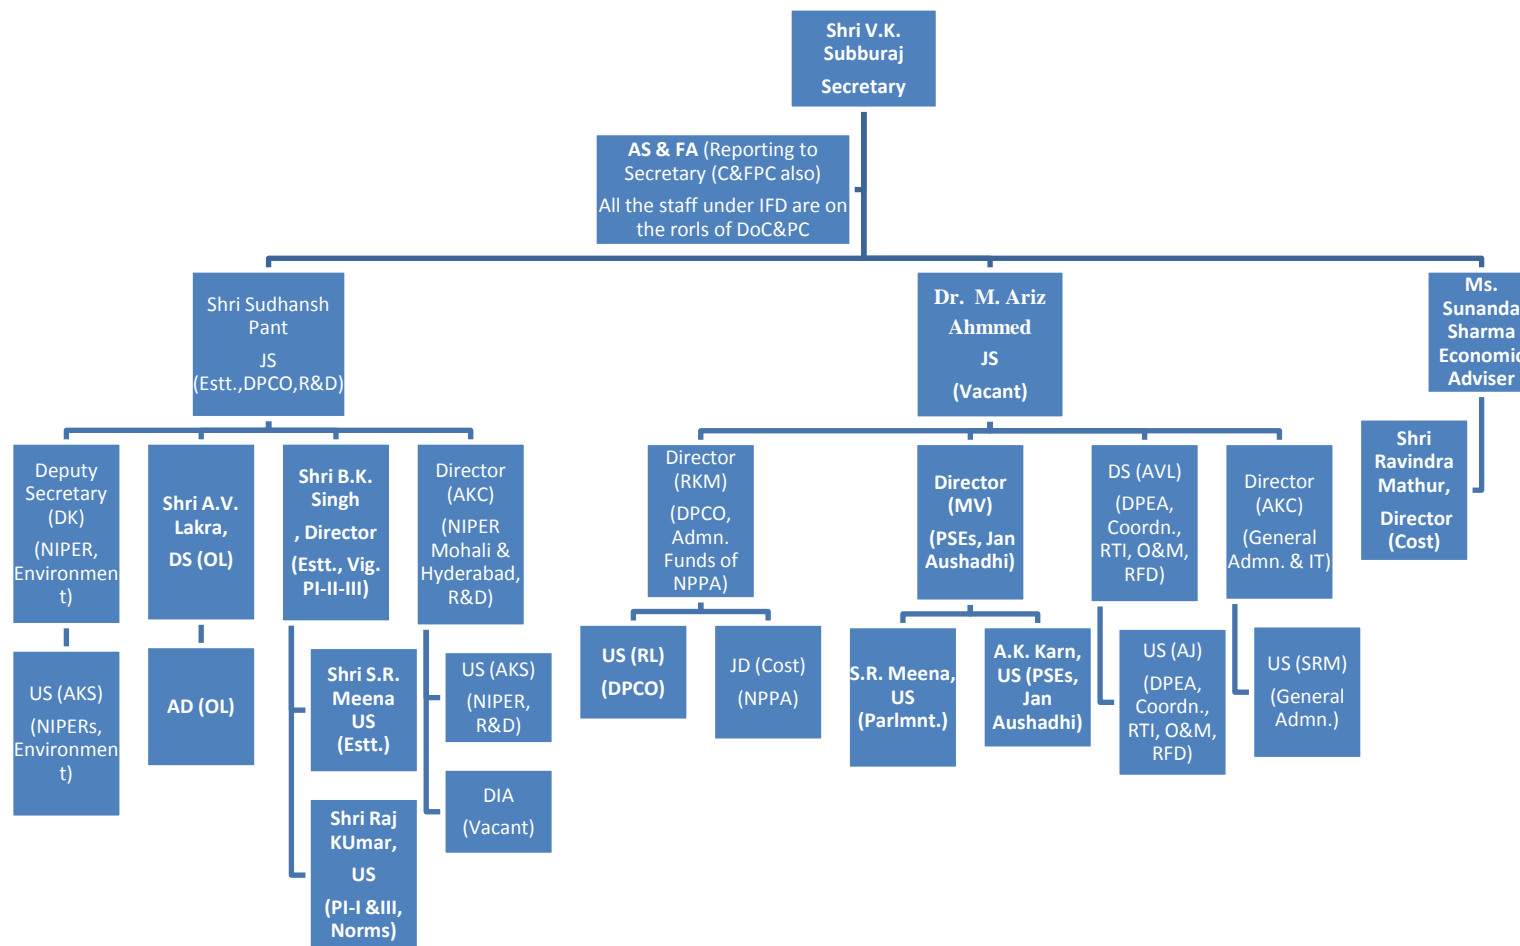 Shri V.K.
Subburaj
Secretary
AS & FA (Reporting to
Secretary (C&FPC also)
All the staff under IFD are on
the rorls of DoC&PC
Shri Sudhansh
Pant
JS
(Estt.,DPCO,R&D)
Dr. M. Ariz
Ahmmed
JS
(Vacant)
Ms.
Sunanda
Sharma
Economic
Adviser
Deputy
Secretary
(DK)
(NIPER,
Environmen
t)
Shri A.V.
Lakra,
DS (OL)
Shri B.K.
Singh
, Director
(Estt., Vig.
PI-II-III)
Director
(AKC)
(NIPER
Mohali &
Hyderabad,
R&D)
Director
(RKM)
(DPCO,
Admn.
Funds of
NPPA)
Director
(MV)
(PSEs, Jan
Aushadhi)
DS (AVL)
(DPEA,
Coordn.,
RTI, O&M,
RFD)
Director
(AKC)
(General
Admn. & IT)
Shri
Ravindra
Mathur,
Director
(Cost)
US (AKS)
(NIPERs,
Environmen
t)
AD (OL)
Shri S.R.
Meena
US
(Estt.)
Shri Raj
KUmar,
US
(PI-I &III,
Norms)
US (AKS)
(NIPER,
R&D)
DIA
(Vacant)
US (RL)
(DPCO)
JD (Cost)
(NPPA)
S.R. Meena,
US
(Parlmnt.)
A.K. Karn,
US (PSEs,
Jan
Aushadhi)
US (AJ)
(DPEA,
Coordn.,
RTI, O&M,
RFD)
US (SRM)
(General
Admn.)